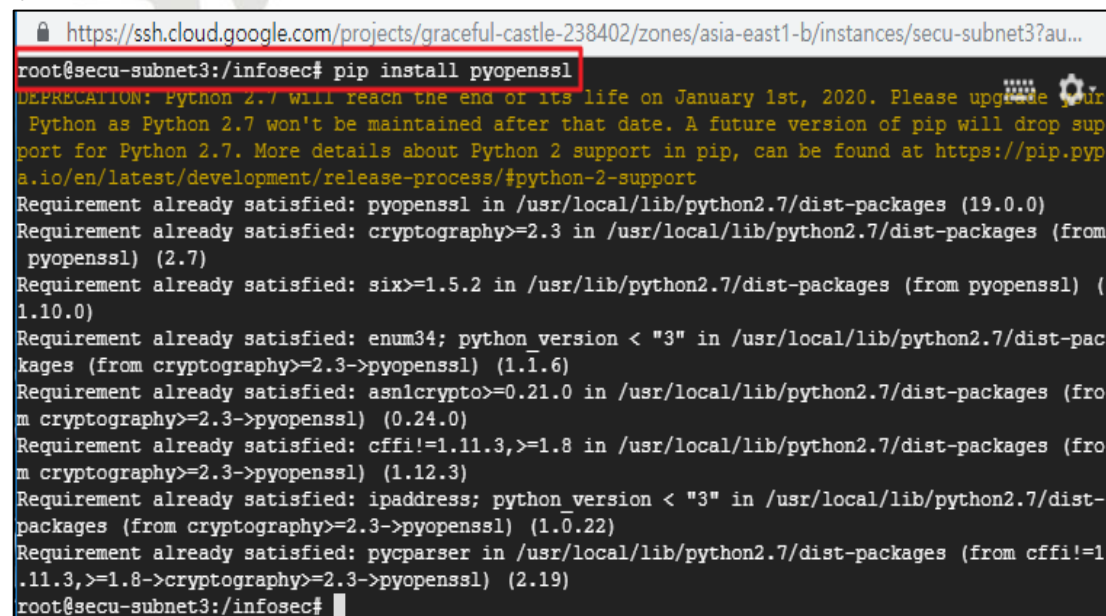 https://ssh.cloud.google.com/projects/graceful-castle-238402/zones/asia-east1-b/instances/secu-subnet3?au...
root@secu-subnet3:/infosec# pip install pyopenssl
DEPRECATION: Python 2.7 will reach the end of its life on January 1st, 2020. Please upgrade your
Python as Python 2.7 won't be maintained after that date. A future version of pip will drop sup
port for Python 2.7. More details about Python 2 support in pip, can be found at https://pip.pyp
a.io/en/latest/development/release-process/#python-2-support
Requirement already satisfied: pyopenssl in /usr/local/lib/python2.7/dist-packages (19.0.0)
Requirement already satisfied: cryptography>=2.3 in /usr/local/lib/python2.7/dist-packages (from
pyopenssl) (2.7)
Requirement already satisfied: six>=1.5.2 in /usr/lib/python2.7/dist-packages (from pyopenssl) (
1.10.0)
Requirement already satisfied: enum34; python_version < "3" in /usr/local/lib/python2.7/dist-pac
kages (from cryptography>=2.3->pyopenssl) (1.1.6)
Requirement already satisfied: asn1crypto>=0.21.0 in /usr/local/lib/python2.7/dist-packages (fro
m cryptography>=2.3->pyopenssl) (0.24.0)
Requirement already satisfied: cffi!=1.11.3,>=1.8 in /usr/local/lib/python2.7/dist-packages (fro
m cryptography>=2.3->pyopenssl) (1.12.3)
Requirement already satisfied: ipaddress; python_version < "3" in /usr/local/lib/python2.7/dist-
packages (from cryptography>=2.3->pyopenssl) (1.0.22)
Requirement already satisfied: pycparser in /usr/local/lib/python2.7/dist-packages (from cffi!=1
.11.3,>=1.8->cryptography>=2.3->pyopenssl) (2.19)
root@secu-subnet3:/infosec#